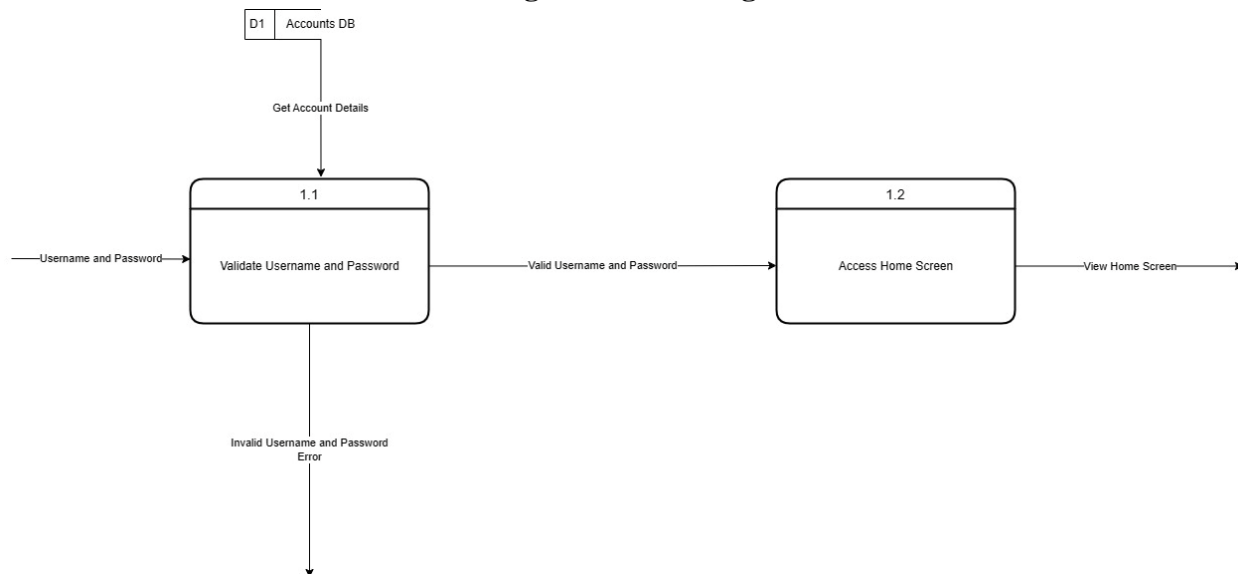 D1 Accounts DB
Get Account Details
1.1
1.2
Username and Password
Validate Username and Password
Valid Username and Password
Access Home Screen
View Home Screen
Invalid Username and Password
Error